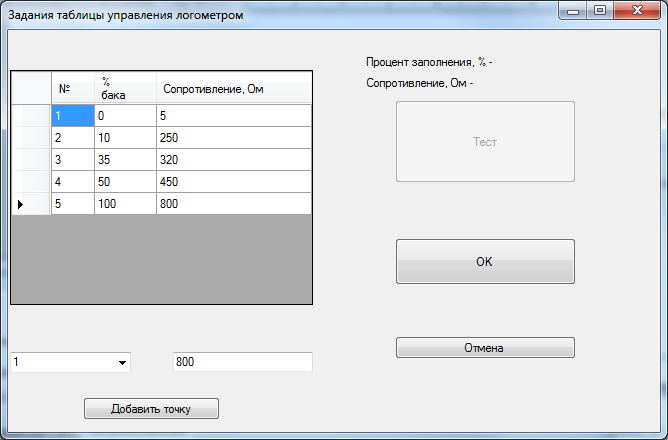 Задания таблицы управления логометром
Процент заполнения, % -
Сопротивление, Ом -
№ % бака Сопротивление, Ом
1 0 5
2 10 250
3 35 320
4 50 450
5 100 800
Тест
OK
Отмена
1 800
Добавить точку